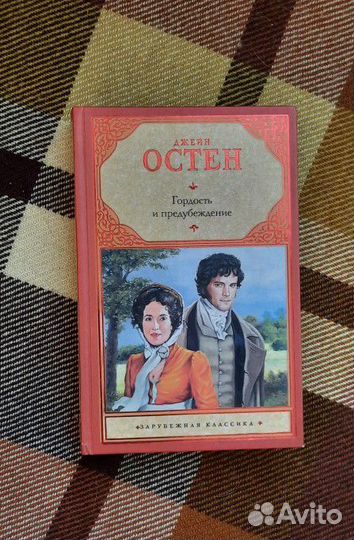 ДЖЕЙН
ОСТЕН
Гордость
и предубеждение
ЗАРУБЕЖНАЯ КЛАССИКА
Avito